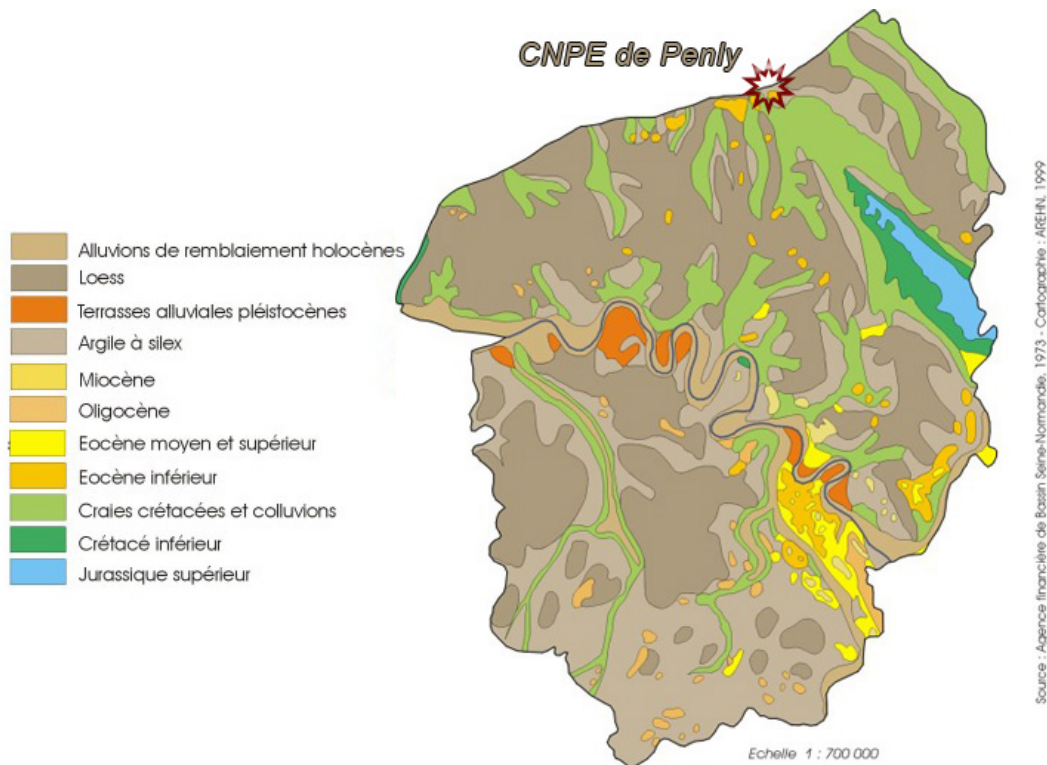 CNPE de Penly
Alluvions de remblaiement holocènes
Loess
Terrasses alluviales pléistocènes
Argile à silex
Miocène
Oligocène
Eocène moyen et supérieur
Eocène inférieur
Craies crétacées et colluvions
Crétacé inférieur
Jurassique supérieur
Echelle 1 : 700 000
Source : Agence financière de Bassin Seine-Normandie, 1973 - Cartographie : AREHN, 1999